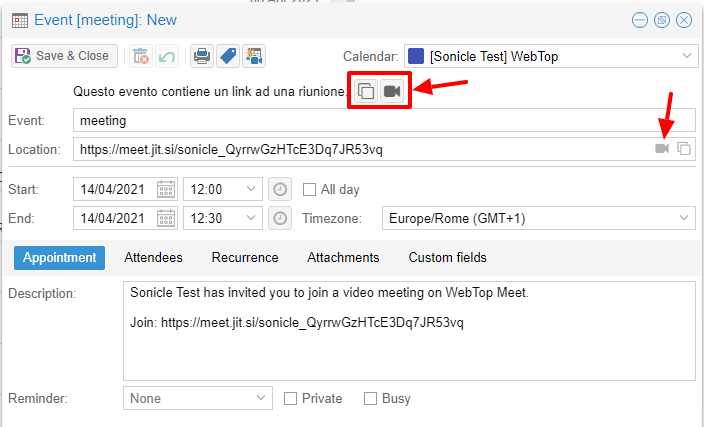 Event [meeting]: New
Save & Close
Calendar: [Sonicle Test] WebTop
Questo evento contiene un link ad una riunione.
Event: meeting
Location: https://meet.jit.si/sonicle_QyrrwGzHTcE3Dq7JR53vq
Start: 14/04/2021 12:00 All day
End: 14/04/2021 12:30 Timezone: Europe/Rome (GMT+1)
Appointment Attendees Recurrence Attachments Custom fields
Description: Sonicle Test has invited you to join a video meeting on WebTop Meet.
Join: https://meet.jit.si/sonicle_QyrrwGzHTcE3Dq7JR53vq
Reminder: None Private Busy